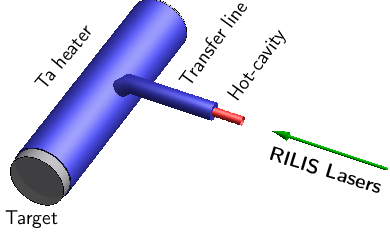 Ta heater
Transfer line
Hot-cavity
RILIS Lasers
Target